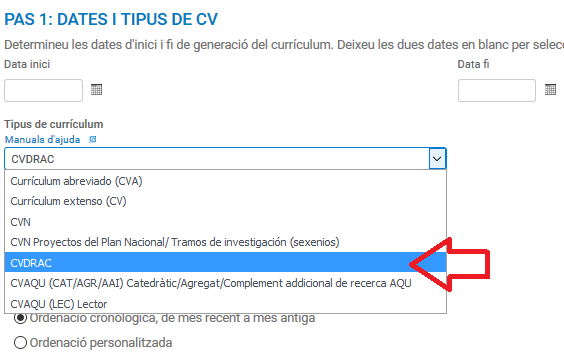 PAS 1: DATES I TIPUS DE CV
Determineu les dates d'inici i fi de generació del currículum. Deixeu les dues dates en blanc per selec
Data inici
Data fi
Tipus de currículum
Manuals d'ajuda
CVDRAC
Currículum abreviado (CVA)
Currículum extenso (CV)
CVN
CVN Proyectos del Plan Nacional/ Tramos de investigación (sexenios)
CVDRAC
CVAQU (CAT/AGR/AAI) Catedràtic/Agregat/Complement addicional de recerca AQU
CVAQU (LEC) Lector
Ordenació cronològica, de més recent a més antiga
Ordenació personalitzada